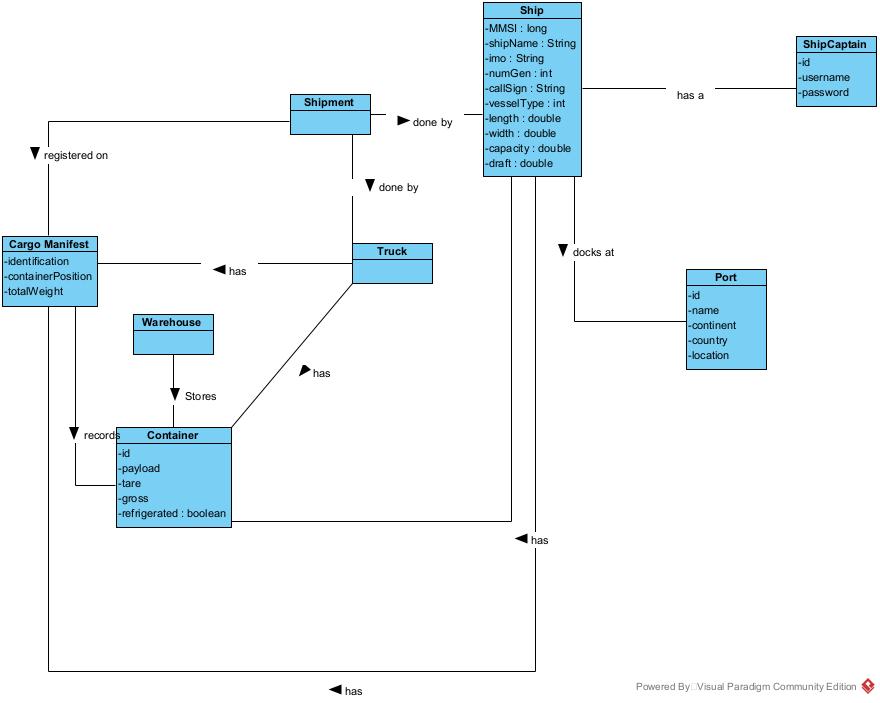 Ship
-MMSI : long
-shipName : String
-imo : String
-numGen : int
-callSign : String
-vesselType : int
-length : double
-width : double
-capacity : double
-draft : double
ShipCaptain
-id
-username
-password
has a
Shipment
done by
registered on
done by
Cargo Manifest
-identification
-containerPosition
-totalWeight
has
Truck
docks at
Port
-id
-name
-continent
-country
-location
Warehouse
has
Stores
records
Container
-id
-payload
-tare
-gross
-refrigerated : boolean
has
has
Powered By Visual Paradigm Community Edition